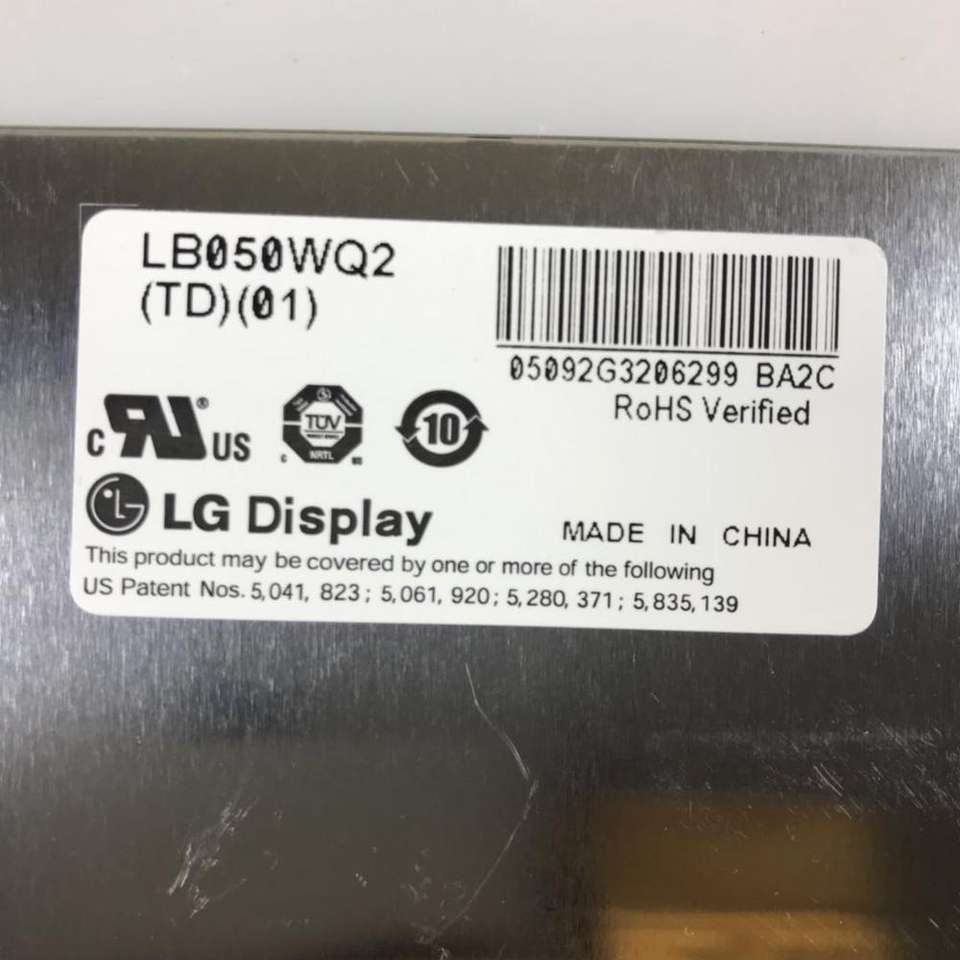 LB050WQ2
(TD)(01)
05092G3206299 BA2C
RoHS Verified
c RU ® US
TÜV
NRTL
C US
10
LG Display
MADE IN CHINA
This product may be covered by one or more of the following
US Patent Nos. 5,041, 823 ; 5,061, 920; 5,280, 371 ; 5,835,139